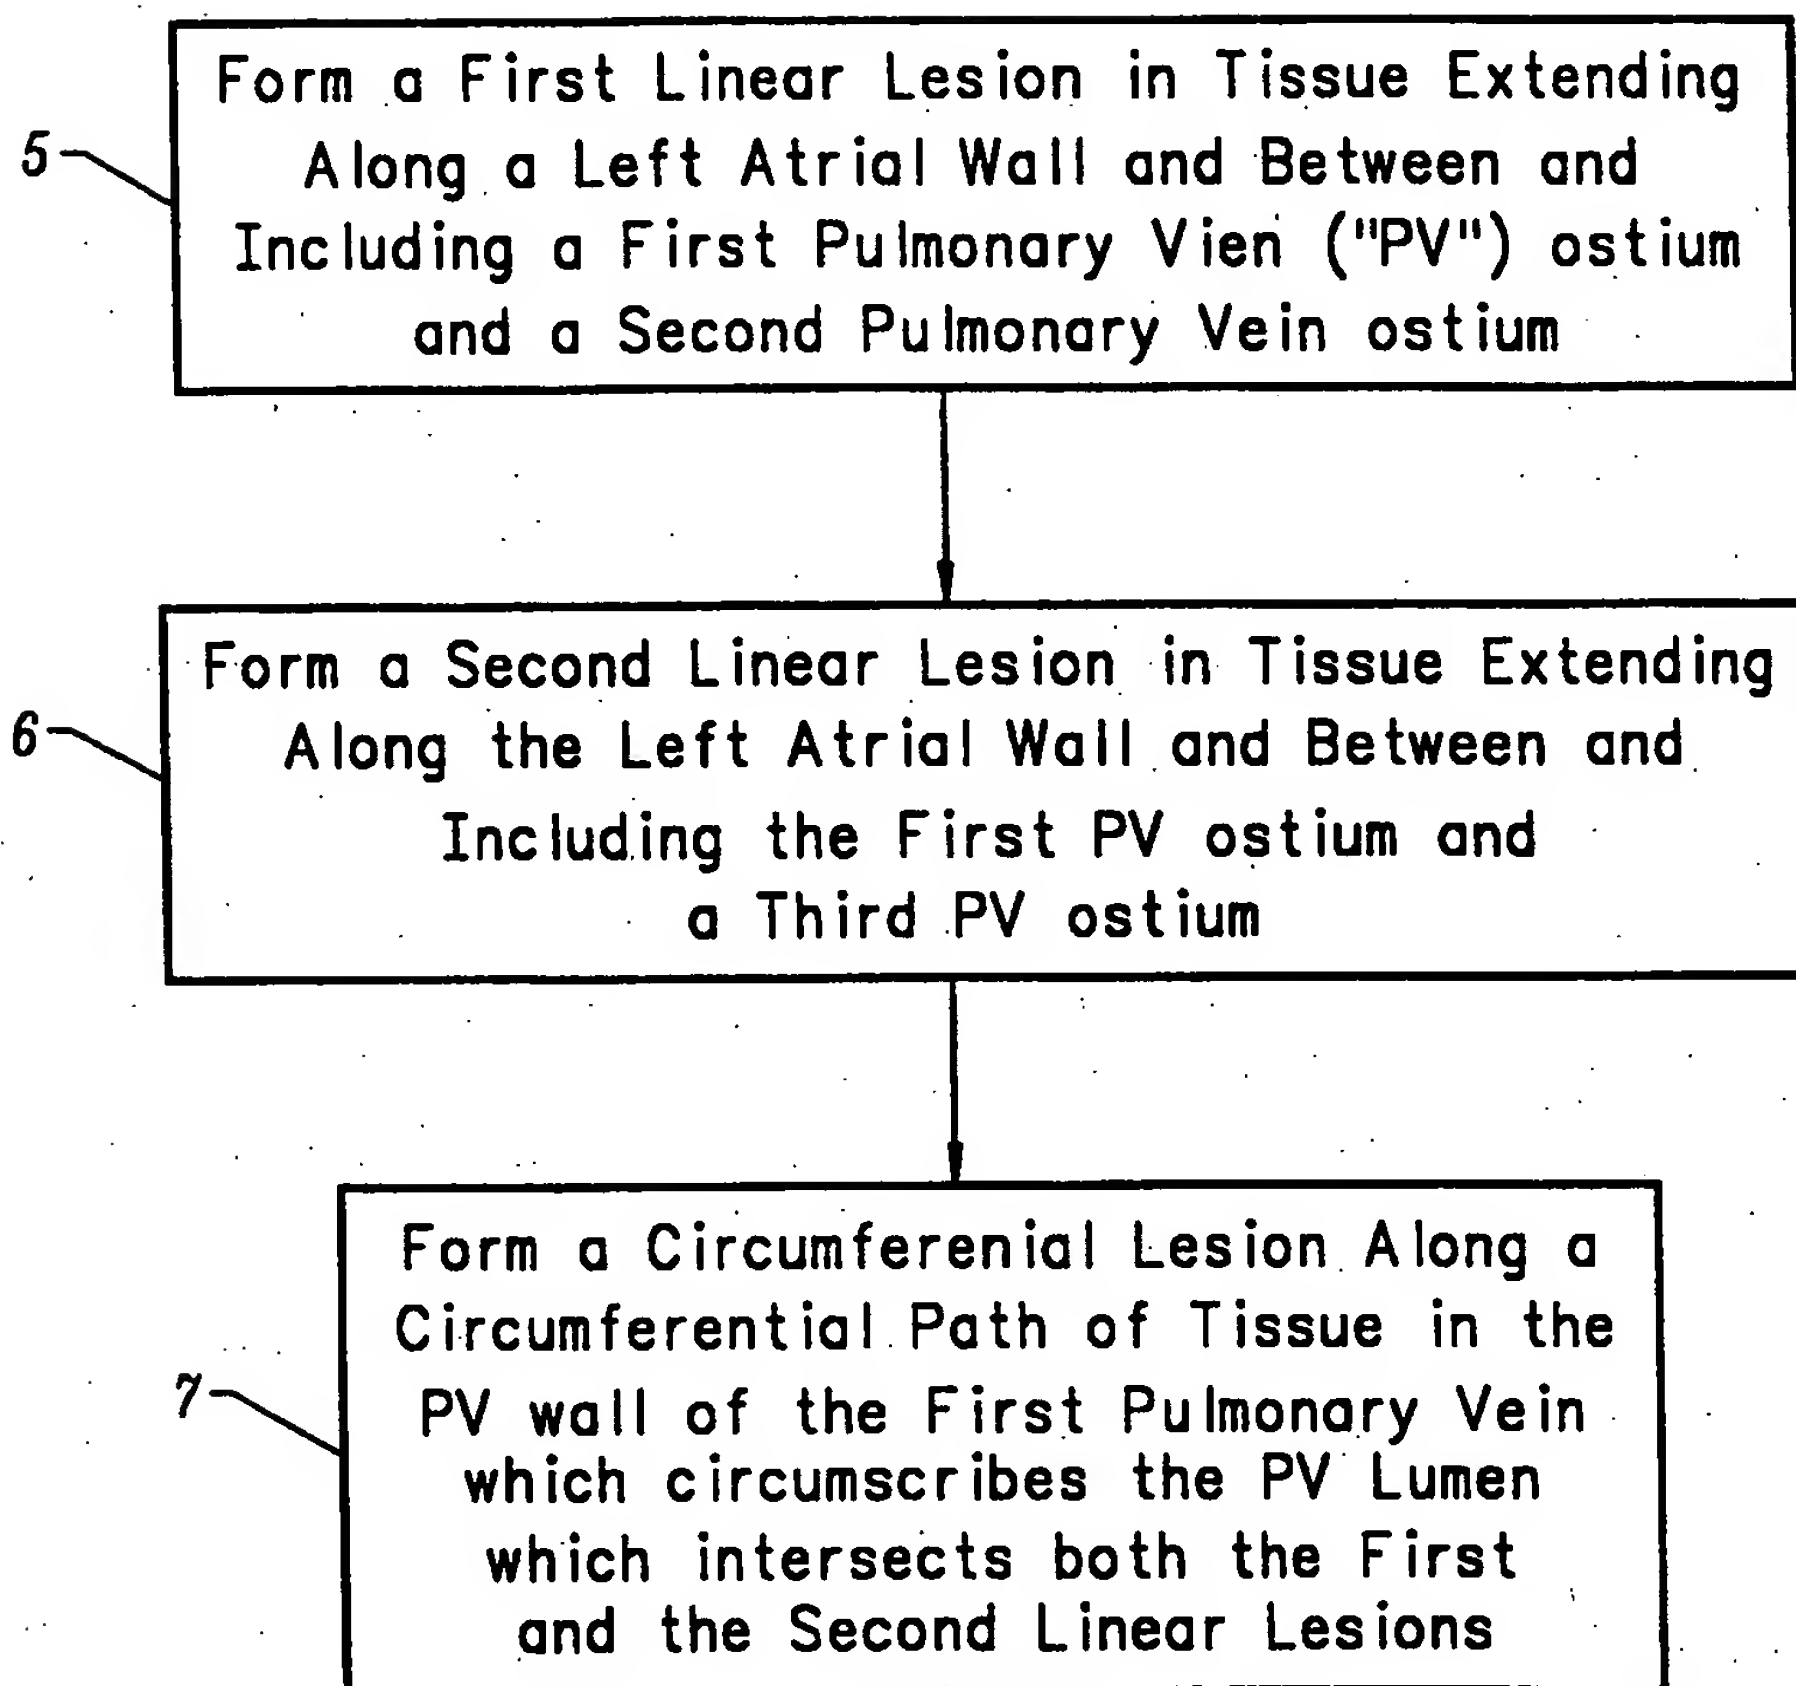 Form a First Linear Lesion in Tissue Extending
5
Along a Left Atrial Wall and Between and
Including a First Pulmonary Vien ("PV") ostium
and a Second Pulmonary Vein ostium
Form a Second Linear Lesion in Tissue Extending
6
Along the Left Atrial Wall and Between and
Including the First PV ostium and
a Third PV ostium
Form a Circumferenial Lesion Along a
Circumferential Path of Tissue in the
7
PV wall of the First Pulmonary Vein
which circumscribes the PV Lumen
which intersects both the First
and the Second Linear Lesions